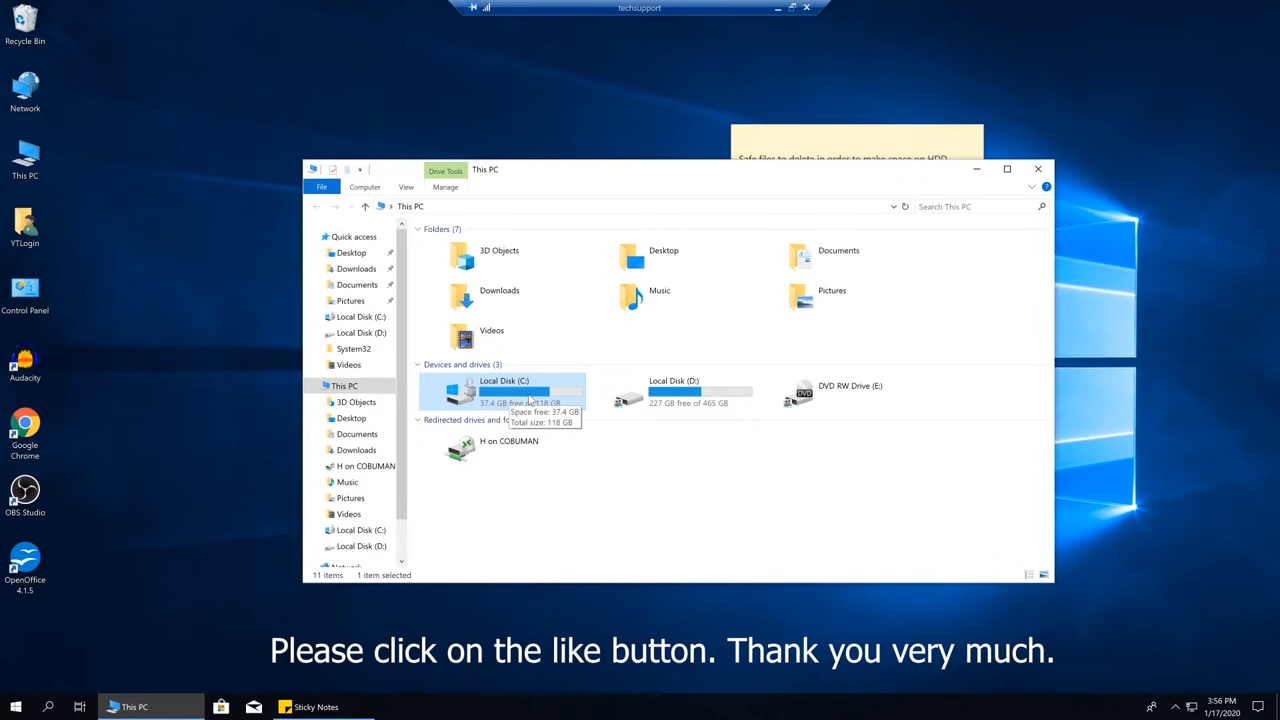 techsupport
Recycle Bin
Network
This PC
YTLogin
Control Panel
Audacity
Google
Chrome
OBS Studio
OpenOffice
4.1.5
Safe files to delete in order to make space on HDD
Drive Tools
This PC
File
Computer
View
Manage
This PC
Search This PC
Quick access
Desktop
Downloads
Documents
Pictures
Local Disk (C:)
Local Disk (D:)
System32
Videos
This PC
3D Objects
Desktop
Documents
Downloads
H on COBUMAN
Music
Pictures
Videos
Local Disk (C:)
Local Disk (D:)
Network
Folders (7)
3D Objects
Desktop
Documents
Downloads
Music
Pictures
Videos
Devices and drives (3)
Local Disk (C:)
37.4 GB free of 118 GB
Space free: 37.4 GB
Total size: 118 GB
Local Disk (D:)
227 GB free of 465 GB
DVD
DVD RW Drive (E:)
Redirected drives and fo
H on COBUMAN
11 items
1 item selected
Please click on the like button. Thank you very much.
This PC
Sticky Notes
3:56 PM
1/17/2020